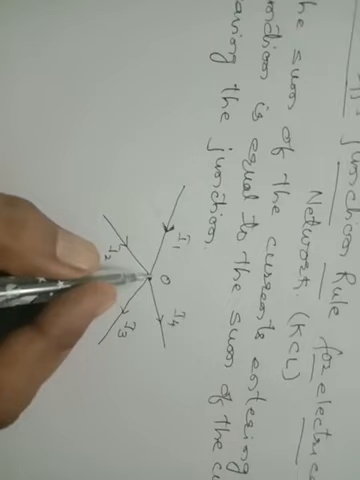 Junction Rule for electrical
Network. (KCL)
the sum of the currents entering
junction is equal to the sum of the
leaving the junction.
I1
I2
O
I3
I4